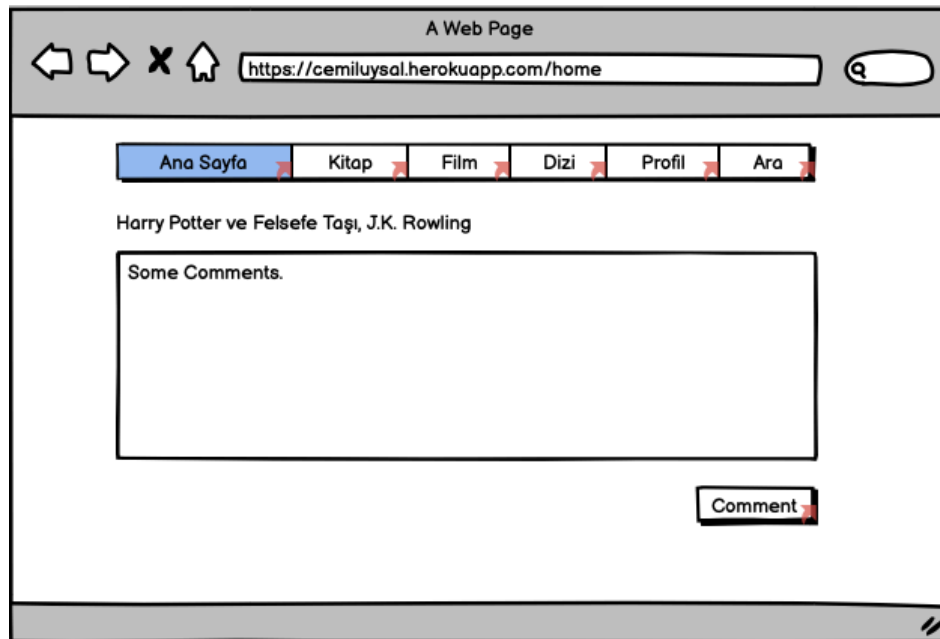 A Web Page
https://cemiluysal.herokuapp.com/home
Ana Sayfa Kitap Film Dizi Profil Ara
Harry Potter ve Felsefe Taşı, J.K. Rowling
Some Comments.
Comment